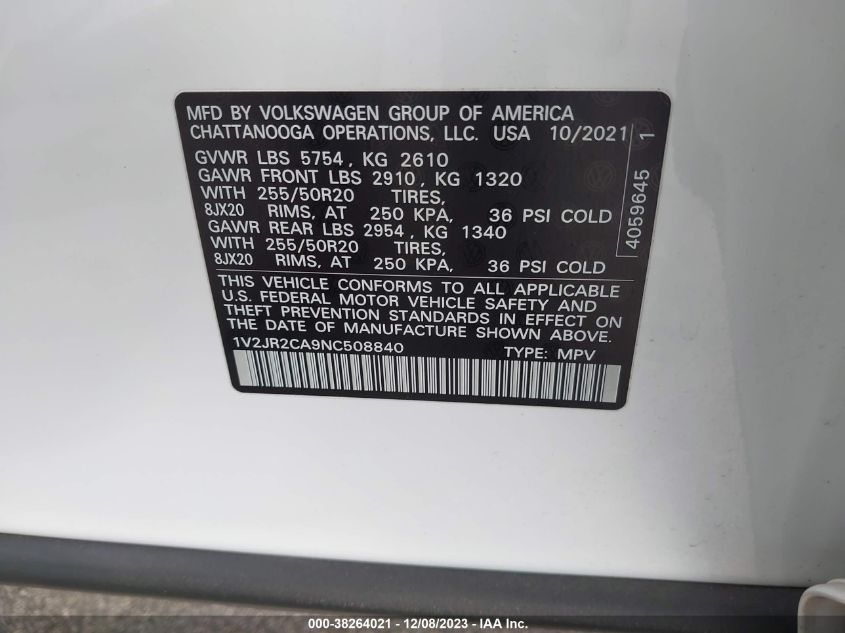 MFD BY VOLKSWAGEN GROUP OF AMERICA
CHATTANOOGA OPERATIONS, LLC. USA 10/2021
GVWR LBS 5754 , KG 2610
GAWR FRONT LBS 2910 , KG 1320
WITH 255/50R20 TIRES,
8JX20 RIMS, AT 250 KPA, 36 PSI COLD
GAWR REAR LBS 2954 , KG 1340
WITH 255/50R20 TIRES,
8JX20 RIMS, AT 250 KPA, 36 PSI COLD
THIS VEHICLE CONFORMS TO ALL APPLICABLE
U.S. FEDERAL MOTOR VEHICLE SAFETY AND
THEFT PREVENTION STANDARDS IN EFFECT ON
THE DATE OF MANUFACTURE SHOWN ABOVE.
1V2JR2CA9NC508840 TYPE: MPV
4059645 1
000-38264021 - 12/08/2023 - © IAA, Inc.